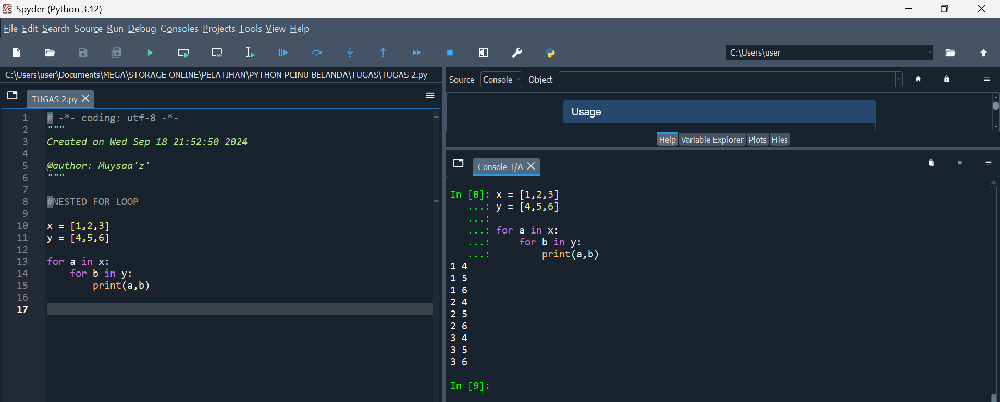 Spyder (Python 3.12)
File Edit Search Source Run Debug Consoles Projects Tools View Help
C:\Users\user
C:\Users\user\Documents\MEGA\STORAGE ONLINE\PELATIHAN\PYTHON PCINU BELANDA\TUGAS\TUGAS 2.py
TUGAS 2.py
1 # -*- coding: utf-8 -*-
2 """
3 Created on Wed Sep 18 21:52:50 2024
4
5 @author: Muysaa'z'
6 """
7
8 #NESTED FOR LOOP
9
10 x = [1,2,3]
11 y = [4,5,6]
12
13 for a in x:
14     for b in y:
15         print(a,b)
16
17
Source Console Object
Usage
Help Variable Explorer Plots Files
Console 1/A
In [8]: x = [1,2,3]
   ...: y = [4,5,6]
   ...:
   ...: for a in x:
   ...:     for b in y:
   ...:         print(a,b)
1 4
1 5
1 6
2 4
2 5
2 6
3 4
3 5
3 6
In [9]: